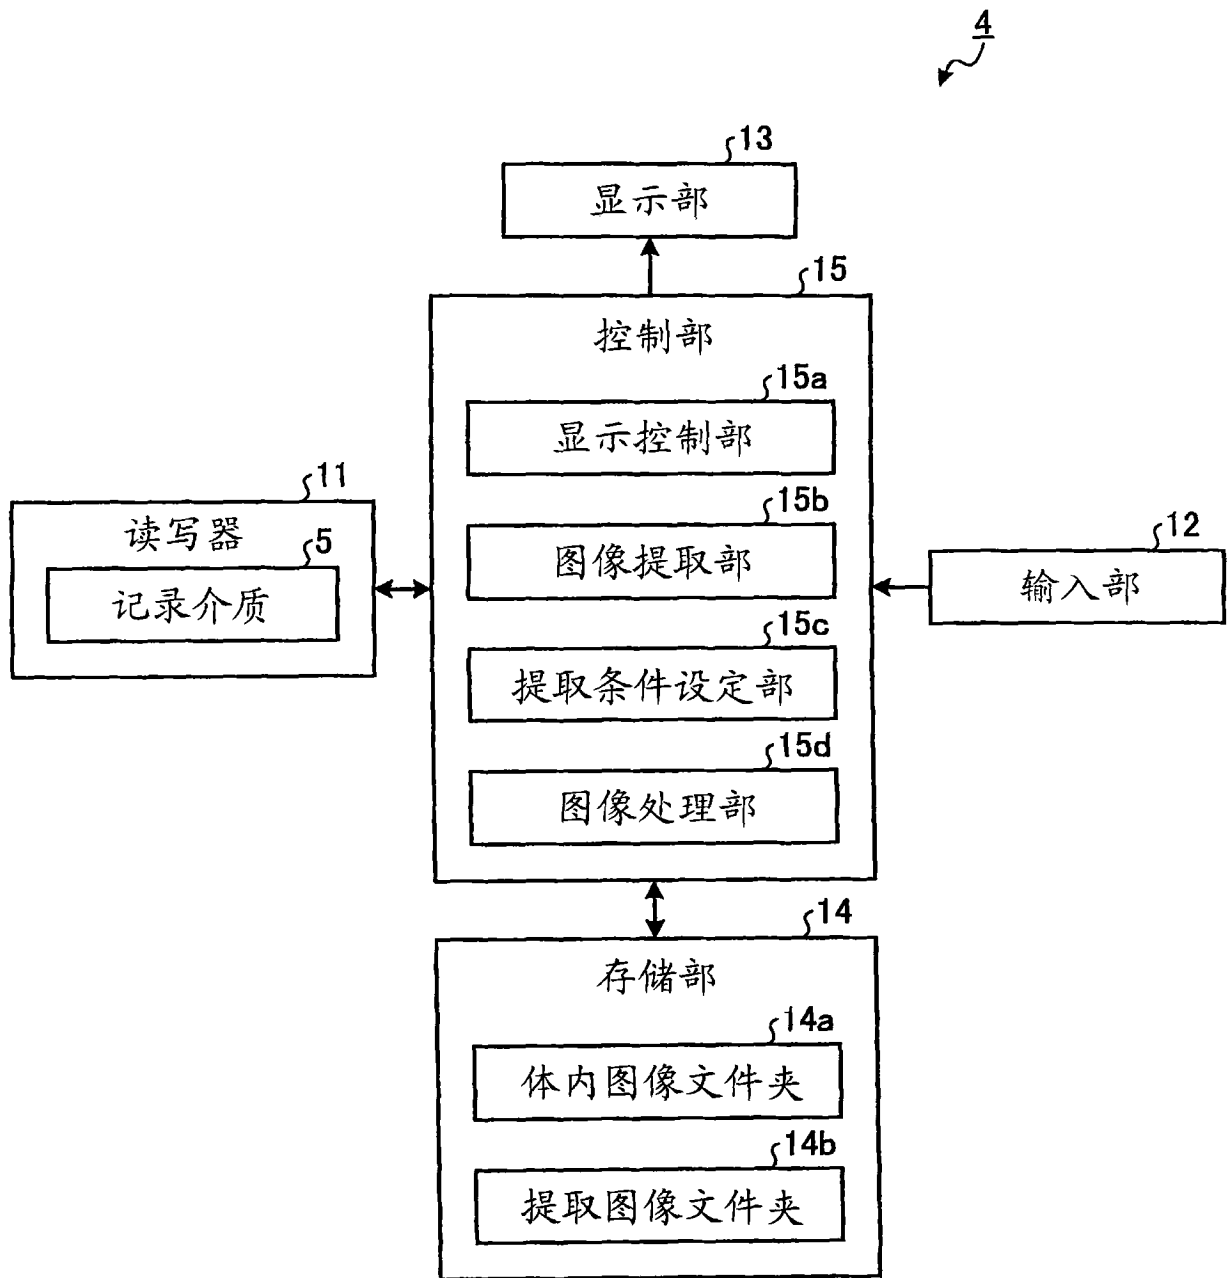 4
13
显示部
15
控制部
15a
显示控制部
11
读写器
5
记录介质
15b
图像提取部
12
输入部
15c
提取条件设定部
15d
图像处理部
14
存储部
14a
体内图像文件夹
14b
提取图像文件夹